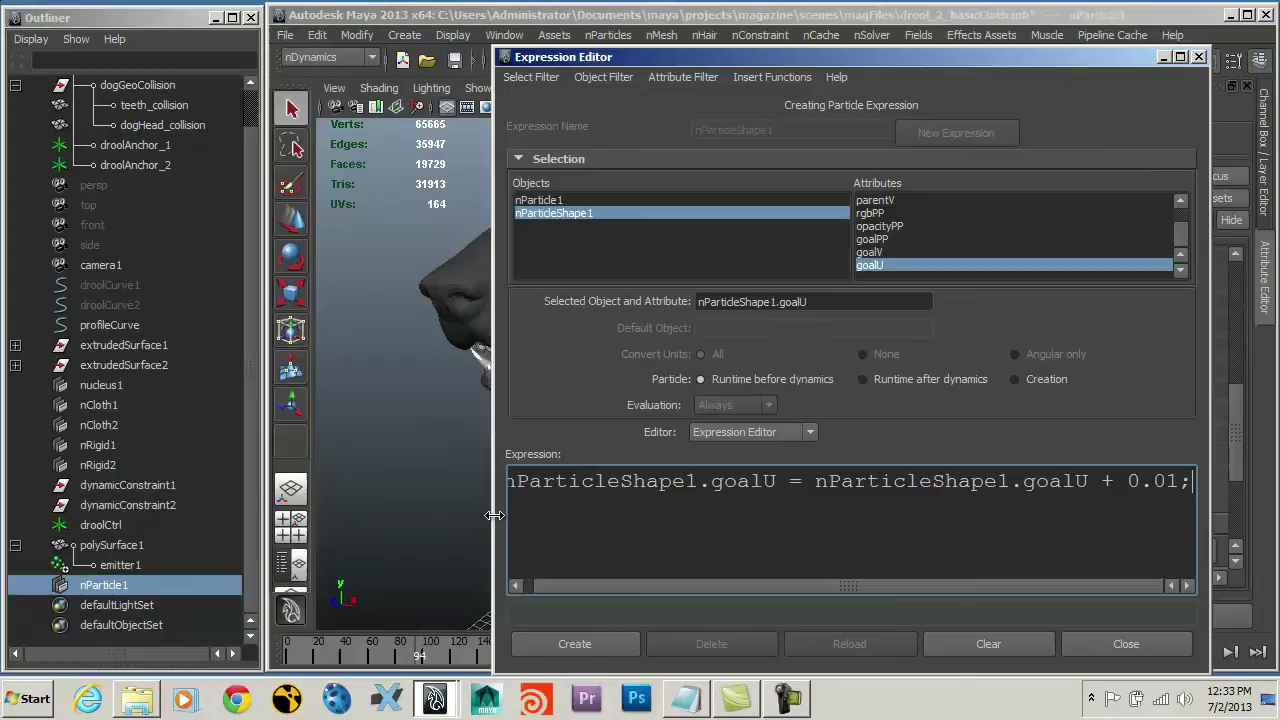 Outliner
Display Show Help
dogGeoCollision
teeth_collision
dogHead_collision
droolAnchor_1
droolAnchor_2
persp
top
front
side
camera1
droolCurve1
droolCurve2
profileCurve
extrudedSurface1
extrudedSurface2
nucleus1
nCloth1
nCloth2
nRigid1
nRigid2
dynamicConstraint1
dynamicConstraint2
droolCtrl
polySurface1
emitter1
nParticle1
defaultLightSet
defaultObjectSet
Autodesk Maya 2013 x64: C:\Users\Administrator\Documents\maya\projects\magazine\scenes\magFiles\drool_2_basicCloth.mb* --- nParticle1
File Edit Modify Create Display Window Assets nParticles nMesh nHair nConstraint nCache nSolver Fields Effects Assets Muscle Pipeline Cache Help
nDynamics
View Shading Lighting Show
Verts: 65665
Edges: 35947
Faces: 19729
Tris: 31913
UVs: 164
y
x
0 20 40 60 80 100 120 140
94
Expression Editor
Select Filter Object Filter Attribute Filter Insert Functions Help
Creating Particle Expression
Expression Name nParticleShape1 New Expression
Selection
Objects Attributes
nParticle1
nParticleShape1
parentV
rgbPP
opacityPP
goalPP
goalV
goalU
Selected Object and Attribute: nParticleShape1.goalU
Default Object:
Convert Units: All None Angular only
Particle: Runtime before dynamics Runtime after dynamics Creation
Evaluation: Always
Editor: Expression Editor
Expression:
nParticleShape1.goalU = nParticleShape1.goalU + 0.01;
Create Delete Reload Clear Close
Hide
Channel Box / Layer Editor
Attribute Editor
Start
MAYA
Pr
Ps
12:33 PM
7/2/2013